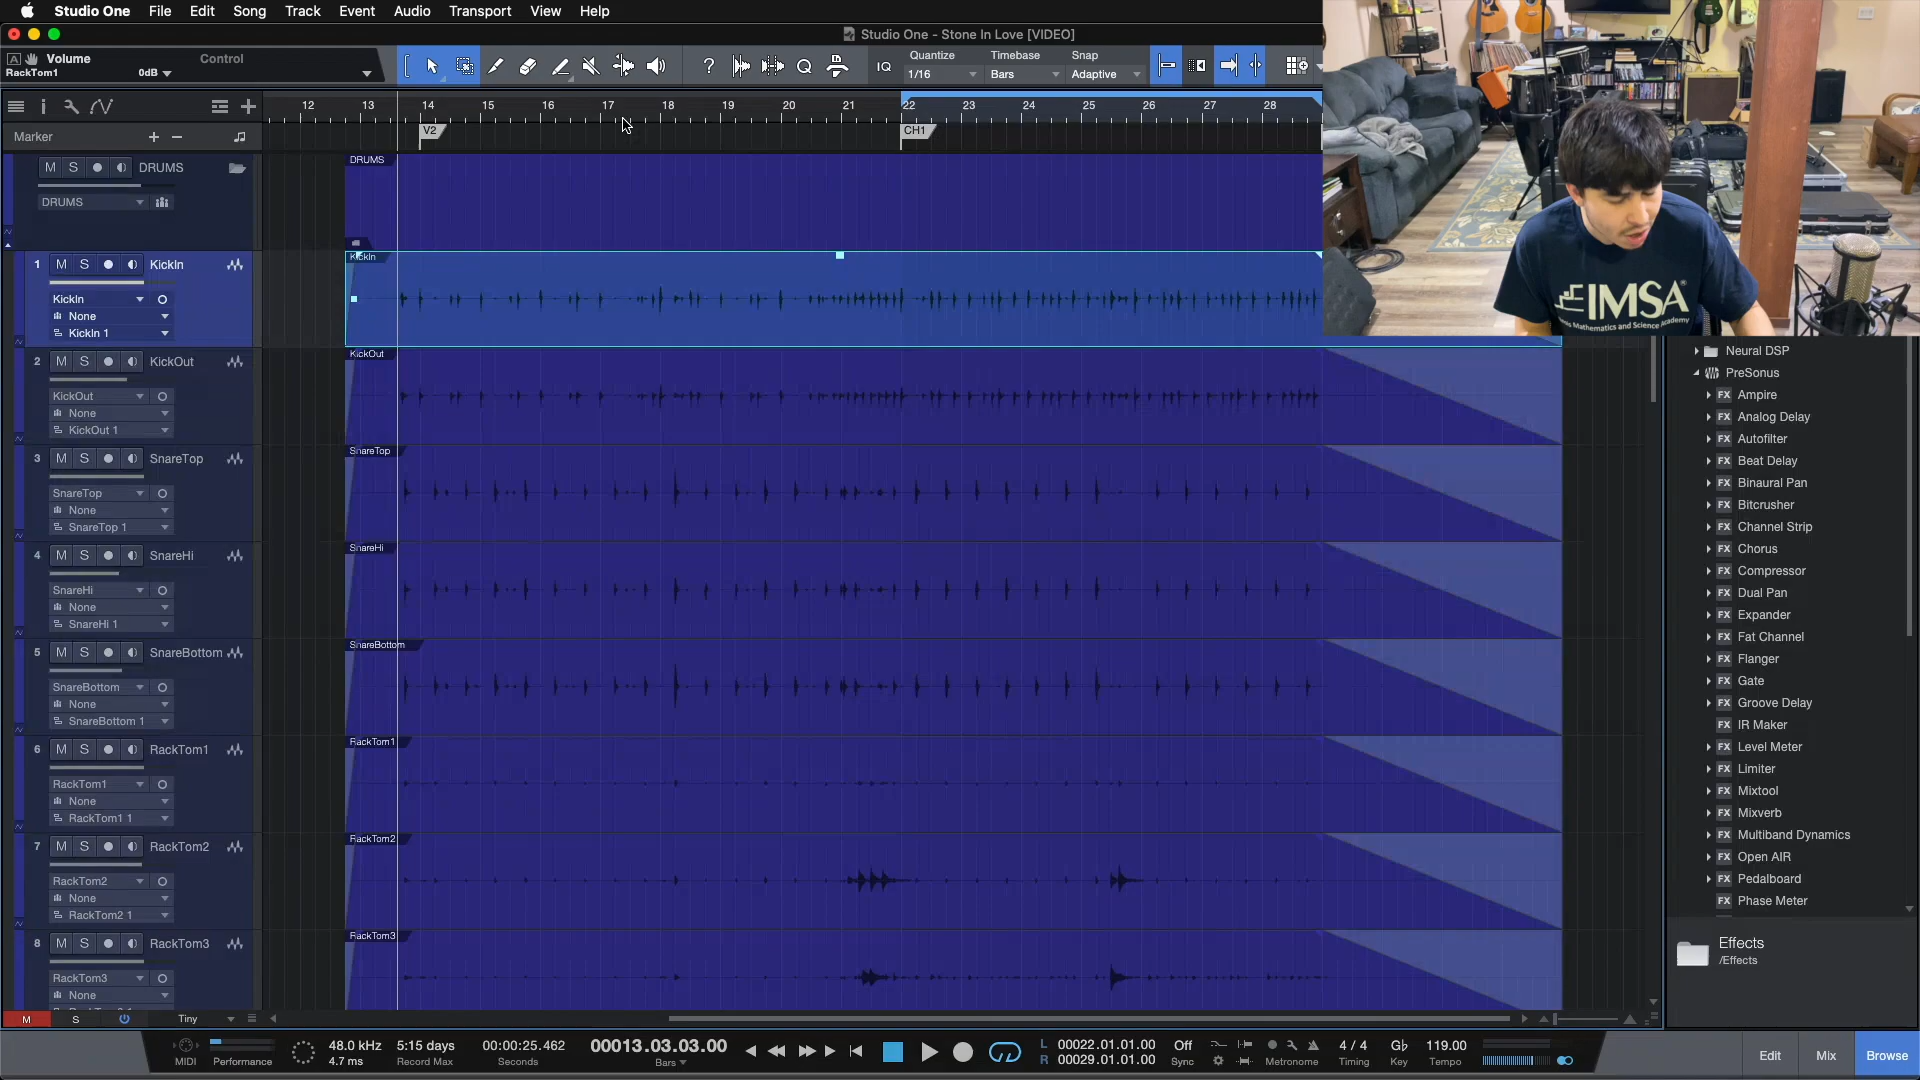 Studio One File Edit Song Track Event Audio Transport View Help
Studio One - Stone In Love [VIDEO]
A Volume Control
RackTom1 0dB
? Q IQ
Quantize Timebase Snap
1/16 Bars Adaptive
12 13 14 15 16 17 18 19 20 21 22 23 24 25 26 27 28
Marker
V2 CH1
M S DRUMS
DRUMS
DRUMS
1 M S KickIn
KickIn
None
KickIn 1
KickIn
2 M S KickOut
KickOut
None
KickOut 1
KickOut
3 M S SnareTop
SnareTop
None
SnareTop 1
SnareTop
4 M S SnareHi
SnareHi
None
SnareHi 1
SnareHi
5 M S SnareBottom
SnareBottom
None
SnareBottom 1
SnareBottom
6 M S RackTom1
RackTom1
None
RackTom1 1
RackTom1
7 M S RackTom2
RackTom2
None
RackTom2 1
RackTom2
8 M S RackTom3
RackTom3
None
RackTom3
IMSA
Mathematics and Science Academy
Neural DSP
PreSonus
FX Ampire
FX Analog Delay
FX Autofilter
FX Beat Delay
FX Binaural Pan
FX Bitcrusher
FX Channel Strip
FX Chorus
FX Compressor
FX Dual Pan
FX Expander
FX Fat Channel
FX Flanger
FX Gate
FX Groove Delay
FX IR Maker
FX Level Meter
FX Limiter
FX Mixtool
FX Mixverb
FX Multiband Dynamics
FX Open AIR
FX Pedalboard
FX Phase Meter
Effects
/Effects
M S Tiny
MIDI Performance
48.0 kHz
4.7 ms
5:15 days
Record Max
00:00:25.462
Seconds
00013.03.03.00
Bars
L 00022.01.01.00
R 00029.01.01.00
Off
Sync
Metronome
4 / 4
Timing
G♭
Key
119.00
Tempo
Edit Mix Browse